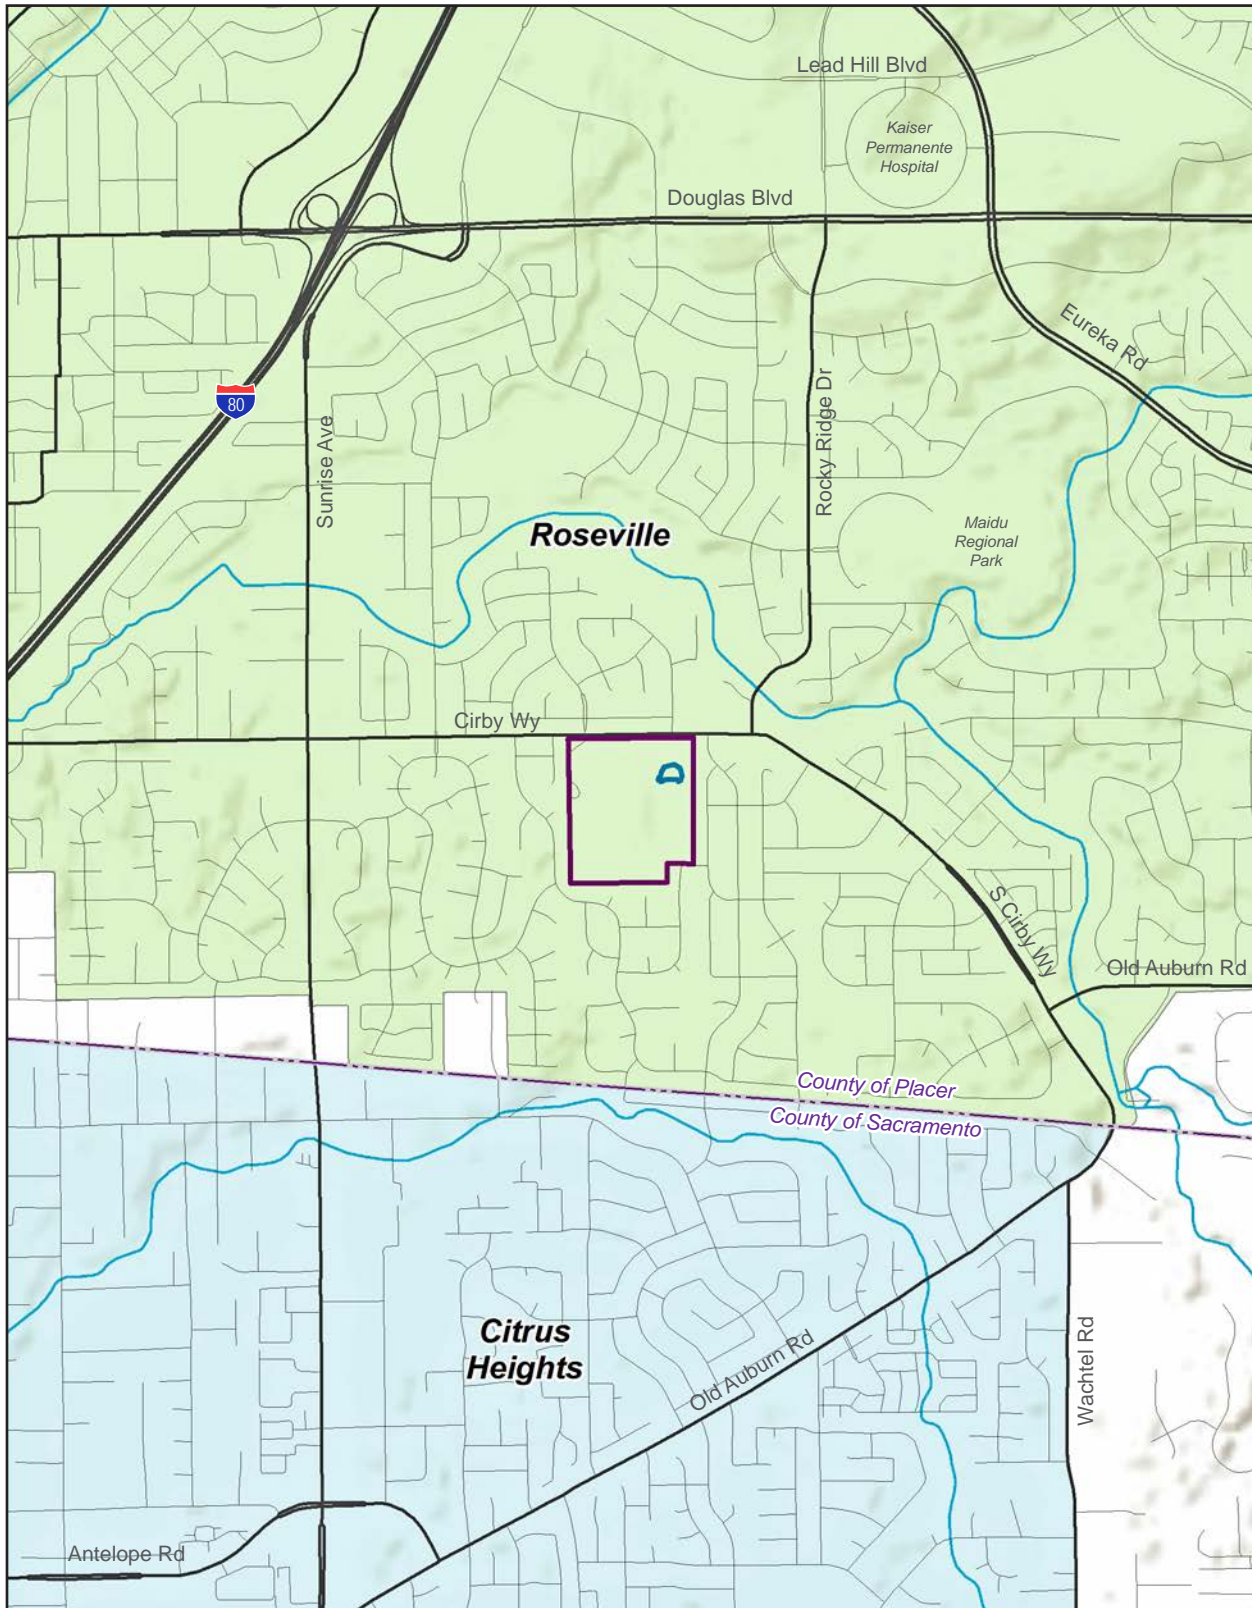 Lead Hill Blvd
Kaiser
Permanente
Hospital
Douglas Blvd
Eureka Rd
80
Sunrise Ave
Rocky Ridge Dr
Roseville
Maidu
Regional
Park
Cirby Wy
S Cirby Wy
Old Auburn Rd
County of Placer
County of Sacramento
Citrus
Heights
Old Auburn Rd
Wachtel Rd
Antelope Rd